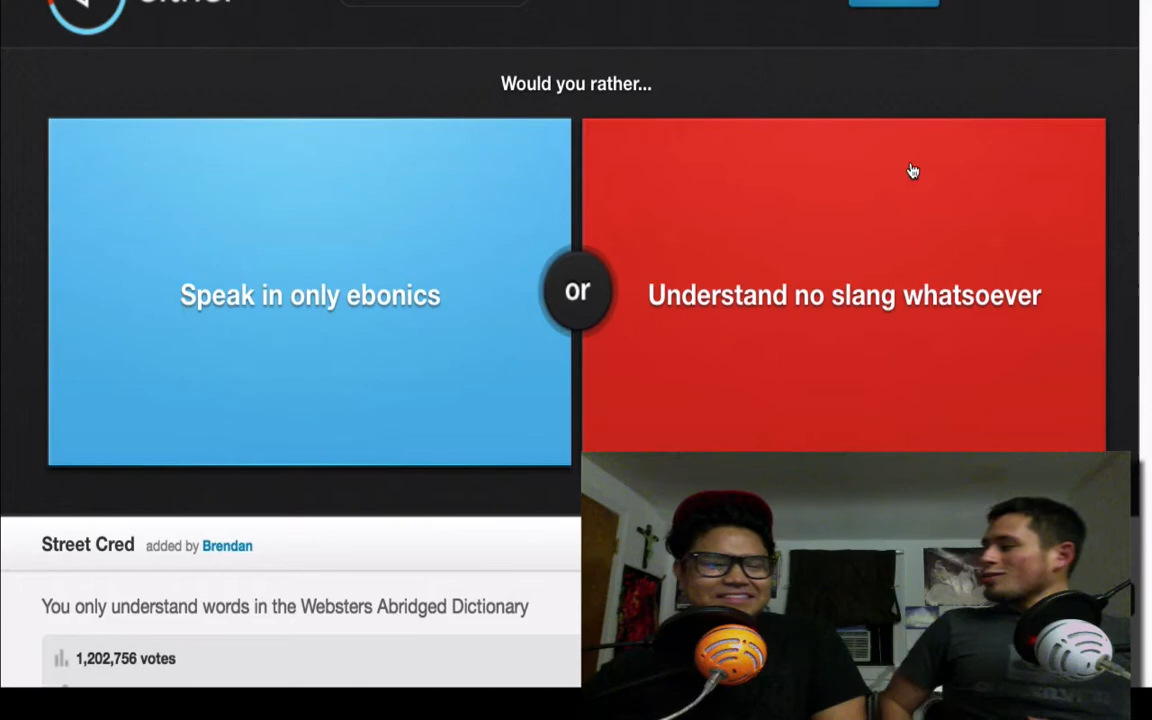 Would you rather...
Speak in only ebonics
or
Understand no slang whatsoever
Street Cred added by Brendan
You only understand words in the Websters Abridged Dictionary
1,202,756 votes